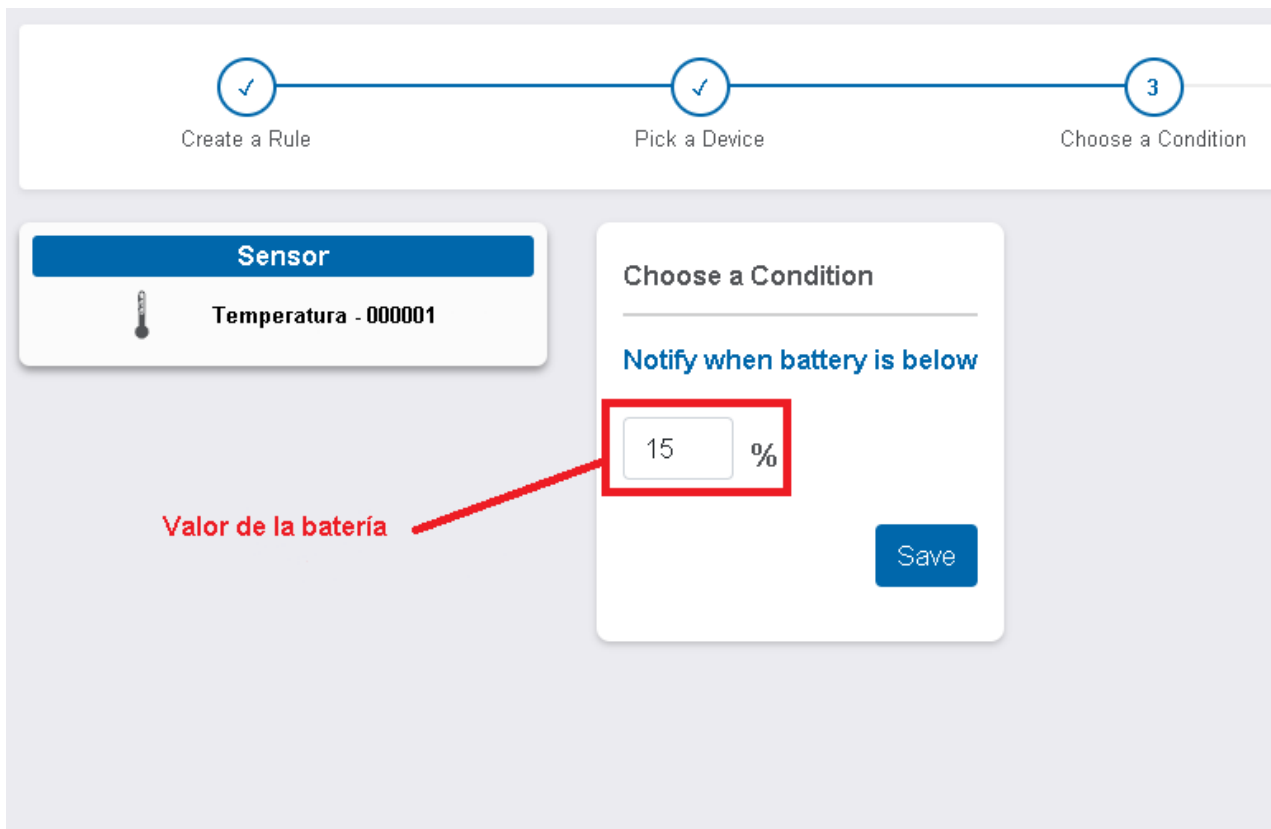 ✓
✓
3
Create a Rule
Pick a Device
Choose a Condition
Sensor
Temperatura - 000001
Choose a Condition
Notify when battery is below
15 %
Valor de la batería
Save